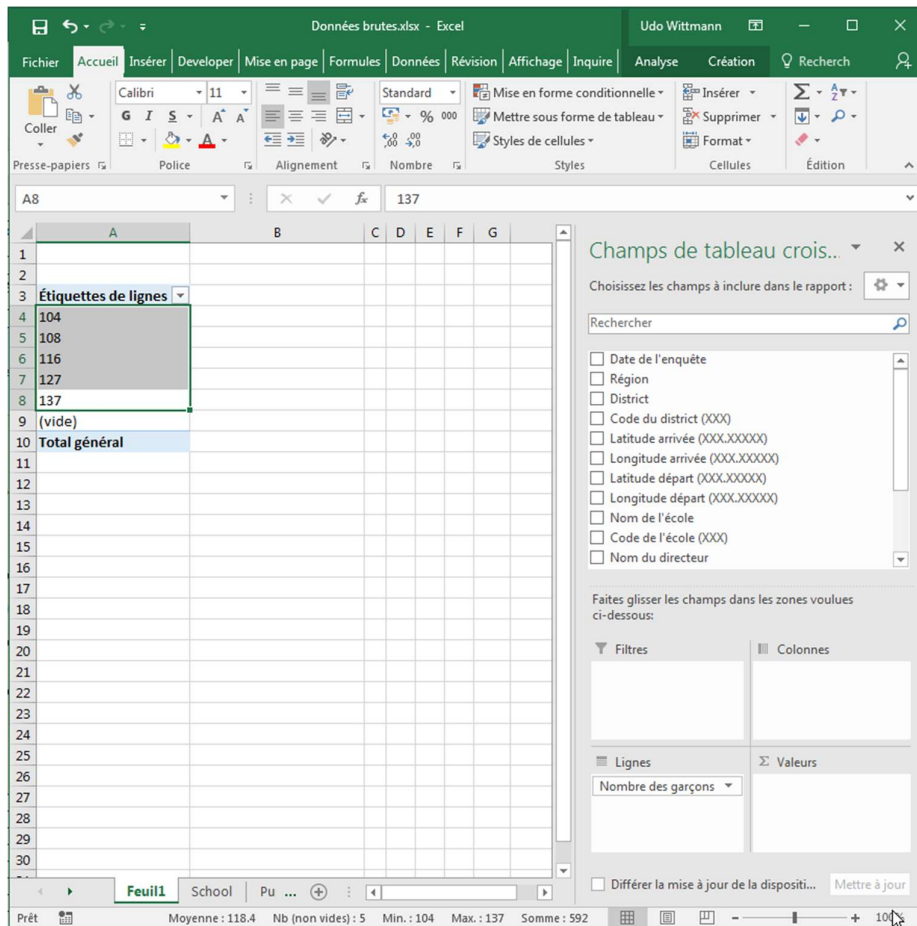 Données brutes.xlsx - Excel Udo Wittmann
Fichier Accueil Insérer Developer Mise en page Formules Données Révision Affichage Inquire Analyse Création Recherch
Calibri 11 Standard Mise en forme conditionnelle Insérer Σ
Coller G I S A A % 000 Mettre sous forme de tableau Supprimer
A Styles de cellules Format
Presse-papiers Police Alignement Nombre Styles Cellules Édition
A8 fx 137
A B C D E F G
1
2
3 Étiquettes de lignes
4 104
5 108
6 116
7 127
8 137
9 (vide)
10 Total général
11
12
13
14
15
16
17
18
19
20
21
22
23
24
25
26
27
28
29
30
Champs de tableau crois...
Choisissez les champs à inclure dans le rapport :
Rechercher
Date de l'enquête
Région
District
Code du district (XXX)
Latitude arrivée (XXX.XXXXX)
Longitude arrivée (XXX.XXXXX)
Latitude départ (XXX.XXXXX)
Longitude départ (XXX.XXXXX)
Nom de l'école
Code de l'école (XXX)
Nom du directeur
Faites glisser les champs dans les zones voulues
ci-dessous:
Filtres Colonnes
Lignes Σ Valeurs
Nombre des garçons
Différer la mise à jour de la dispositi... Mettre à jour
Feuil1 School Pu ...
Prêt Moyenne : 118.4 Nb (non vides) : 5 Min. : 104 Max. : 137 Somme : 592 100%